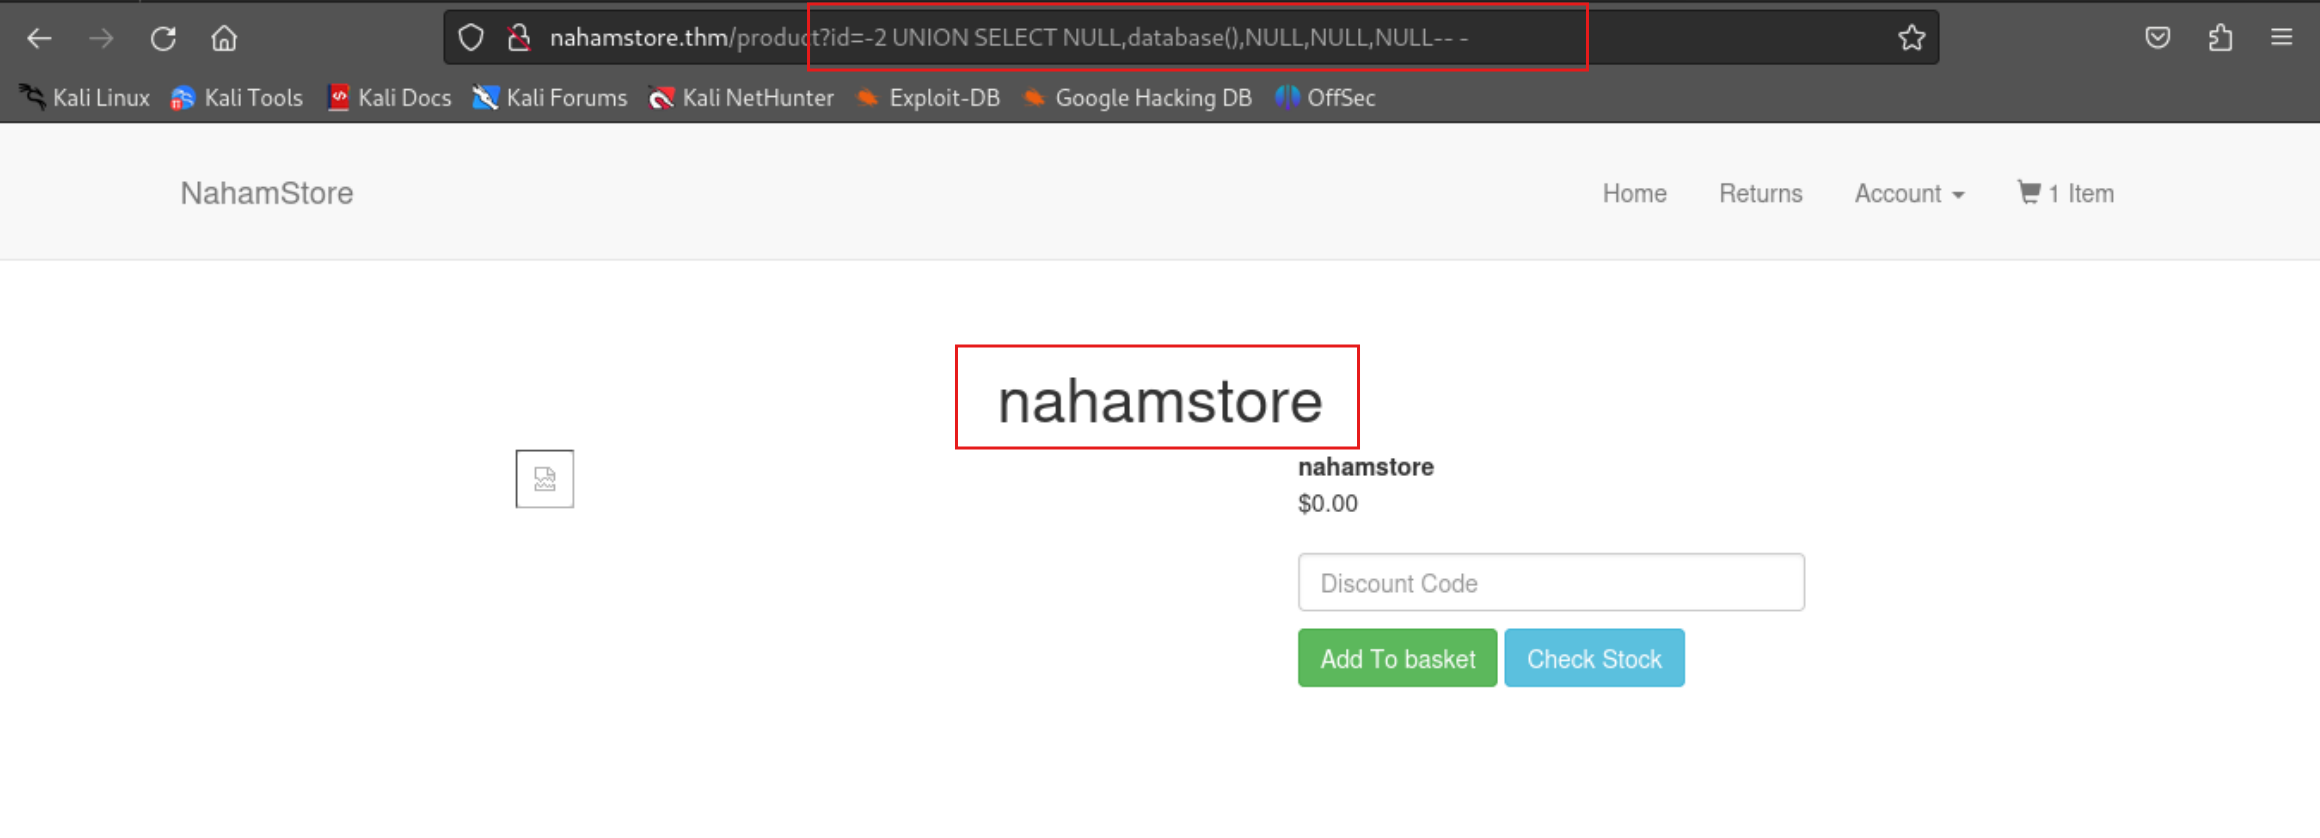 nahamstore.thm/product?id=-2 UNION SELECT NULL,database(),NULL,NULL,NULL-- -
Kali Linux Kali Tools Kali Docs Kali Forums Kali NetHunter Exploit-DB Google Hacking DB OffSec
NahamStore Home Returns Account 1 Item
nahamstore
nahamstore
$0.00
Discount Code
Add To basket Check Stock